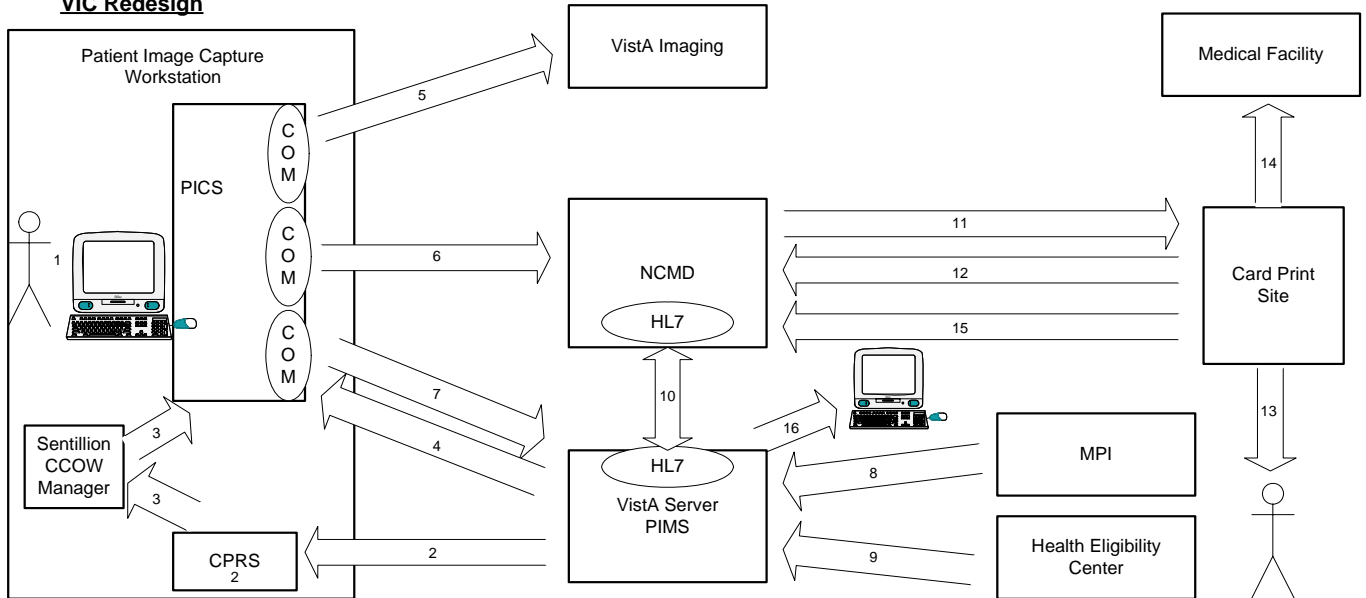 VIC Redesign
Patient Image Capture
Workstation
VistA Imaging
Medical Facility
5
C
O
M
14
PICS
1
C
O
M
6
NCMD
HL7
11
12
15
Card Print
Site
C
O
M
7
4
10
16
13
3
Sentillion
CCOW
Manager
3
HL7
VistA Server
PIMS
8
MPI
CPRS
2
2
9
Health Eligibility
Center